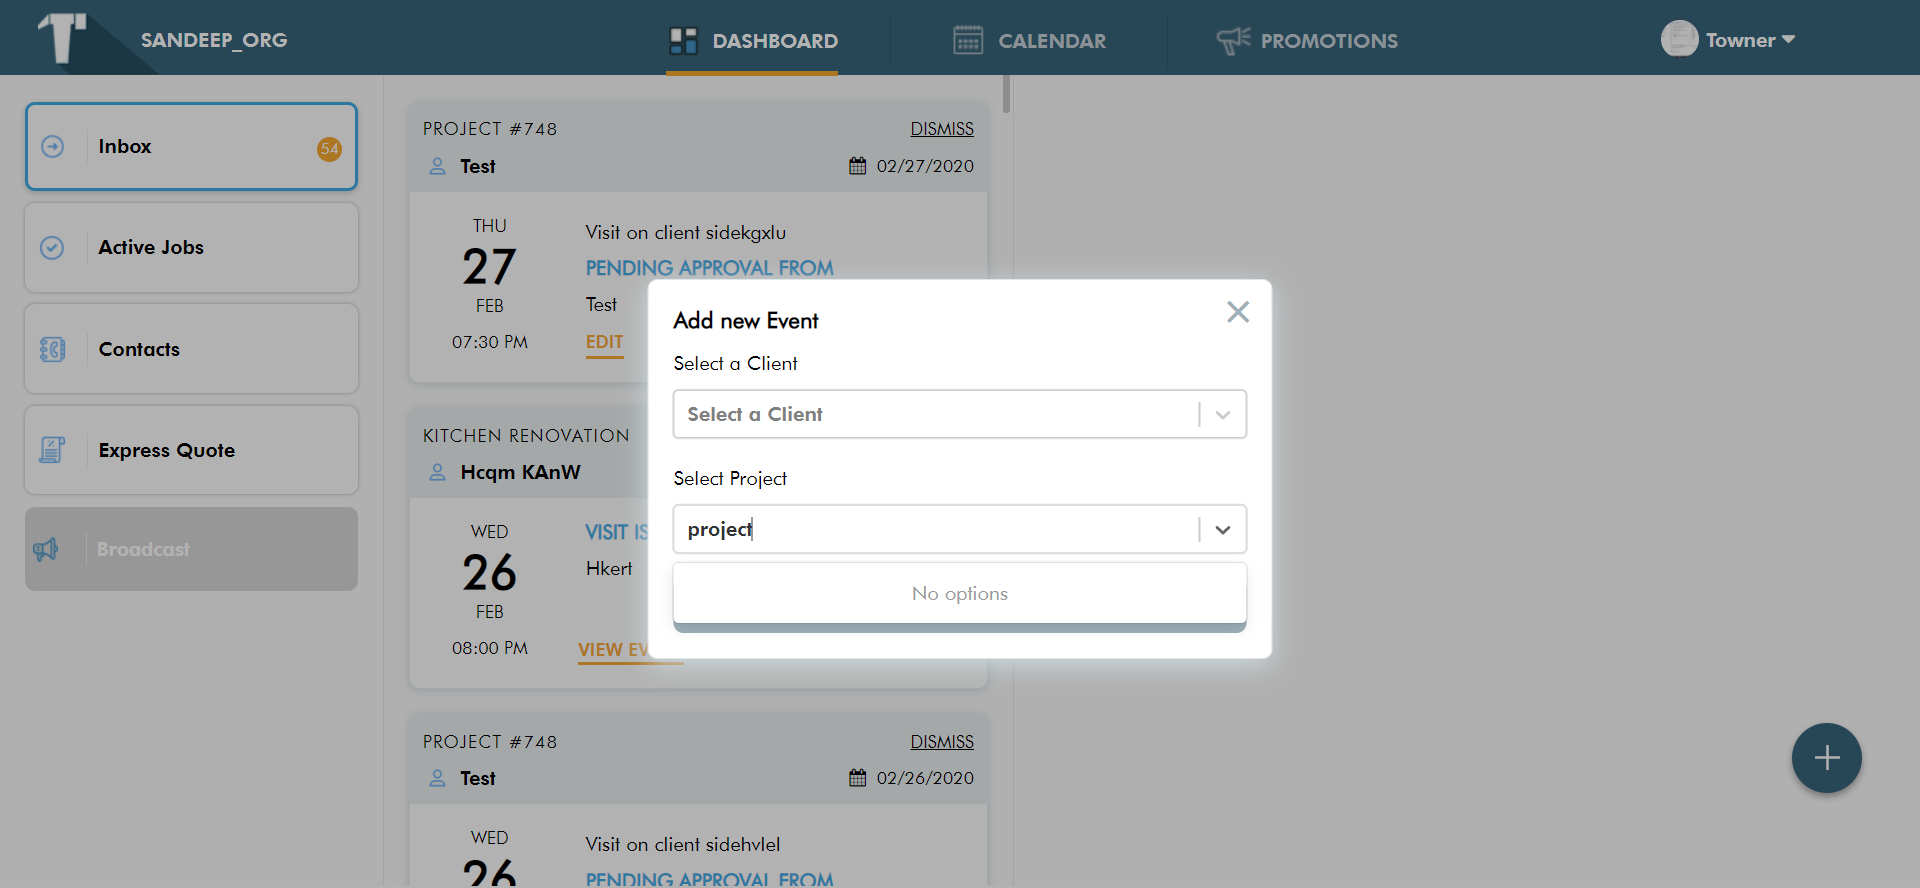 SANDEEP_ORG
DASHBOARD
CALENDAR
PROMOTIONS
Towner
Inbox
54
Active Jobs
Contacts
Express Quote
Broadcast
PROJECT #748
DISMISS
Test
02/27/2020
THU
27
FEB
07:30 PM
Visit on client sidekgxlu
PENDING APPROVAL FROM
Test
EDIT
KITCHEN RENOVATION
Hcqm KAnW
WED
26
FEB
08:00 PM
VISIT IS
Hkert
VIEW EV
PROJECT #748
DISMISS
Test
02/26/2020
WED
26
Visit on client sidehvlel
PENDING APPROVAL FROM
Add new Event
Select a Client
Select a Client
Select Project
project
No options